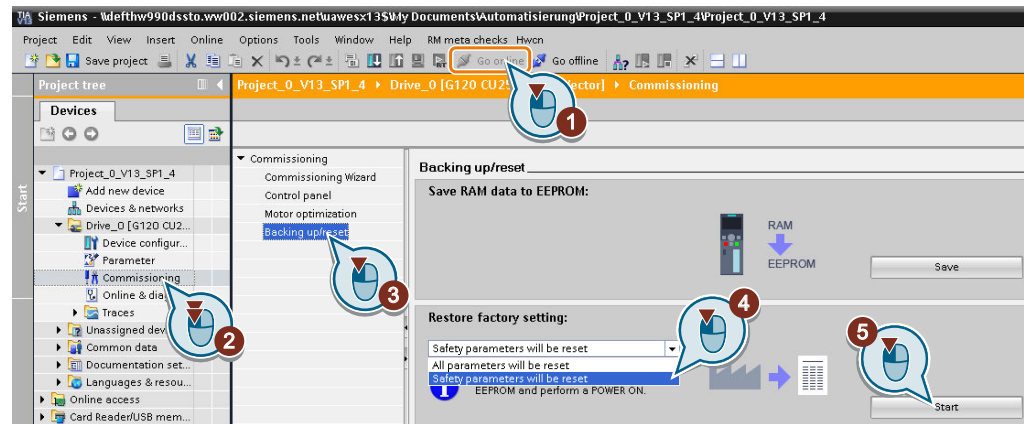 Siemens - \\defthw990dssto.ww002.siemens.net\uawesx13$\My Documents\Automatisierung\Project_0_V13_SP1_4\Project_0_V13_SP1_4
Project Edit View Insert Online Options Tools Window Help RM meta checks Hwcn
Save project Go online Go offline
Project tree
Project_0_V13_SP1_4 Drive_0 [G120 CU25 ector] Commissioning
Devices
1
Start
Project_0_V13_SP1_4
Add new device
Devices & networks
Drive_0 [G120 CU2...
Device configur...
Parameter
Commissioning
Online & dia
Traces
Unassigned dev
Common data
Documentation set...
Languages & resou...
Online access
Card Reader/USB mem...
2
Commissioning
Commissioning Wizard
Control panel
Motor optimization
Backing up/reset
3
Backing up/reset
Save RAM data to EEPROM:
RAM
EEPROM
Save
Restore factory setting:
4
Safety parameters will be reset
All parameters will be reset
Safety parameters will be reset
EEPROM and perform a POWER ON.
5
Start